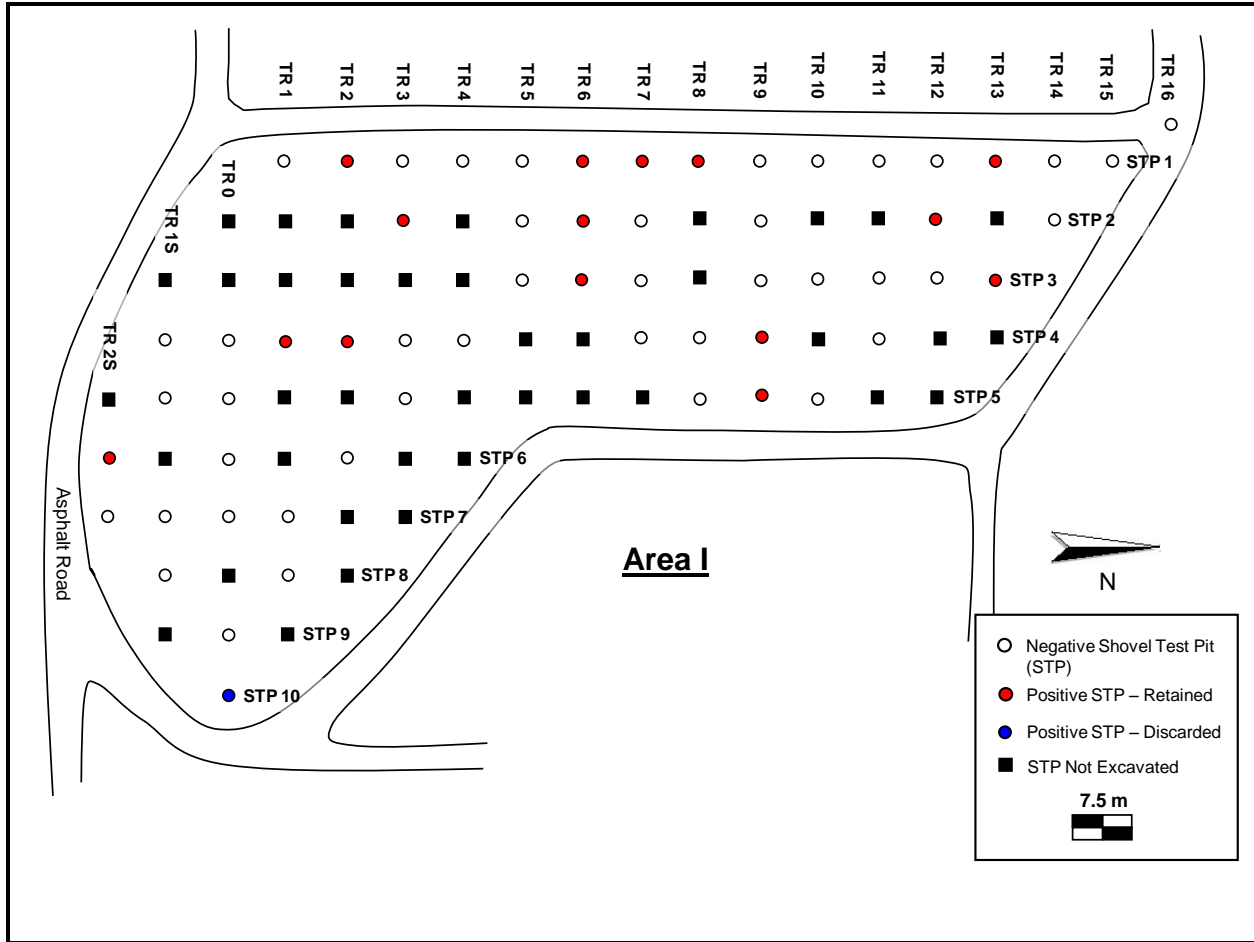 TR 1
TR 2
TR 3
TR 4
TR 5
TR 6
TR 7
TR 8
TR 9
TR 10
TR 11
TR 12
TR 13
TR 14
TR 15
TR 16
TR 0
TR 1S
TR 2S
STP 1
STP 2
STP 3
STP 4
STP 5
STP 6
STP 7
STP 8
STP 9
STP 10
Asphalt Road
Area I
N
Negative Shovel Test Pit
(STP)
Positive STP – Retained
Positive STP – Discarded
STP Not Excavated
7.5 m